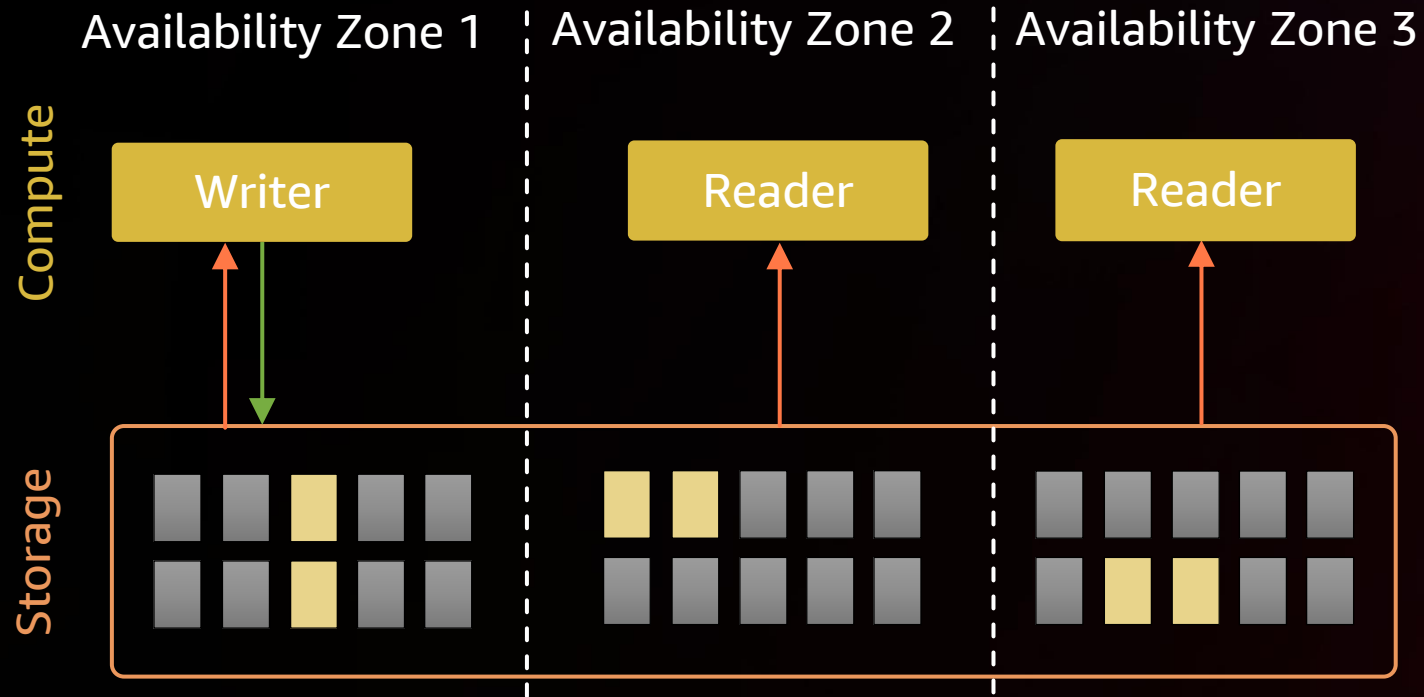 Availability Zone 1
Availability Zone 2
Availability Zone 3
Compute
Writer
Reader
Reader
Storage